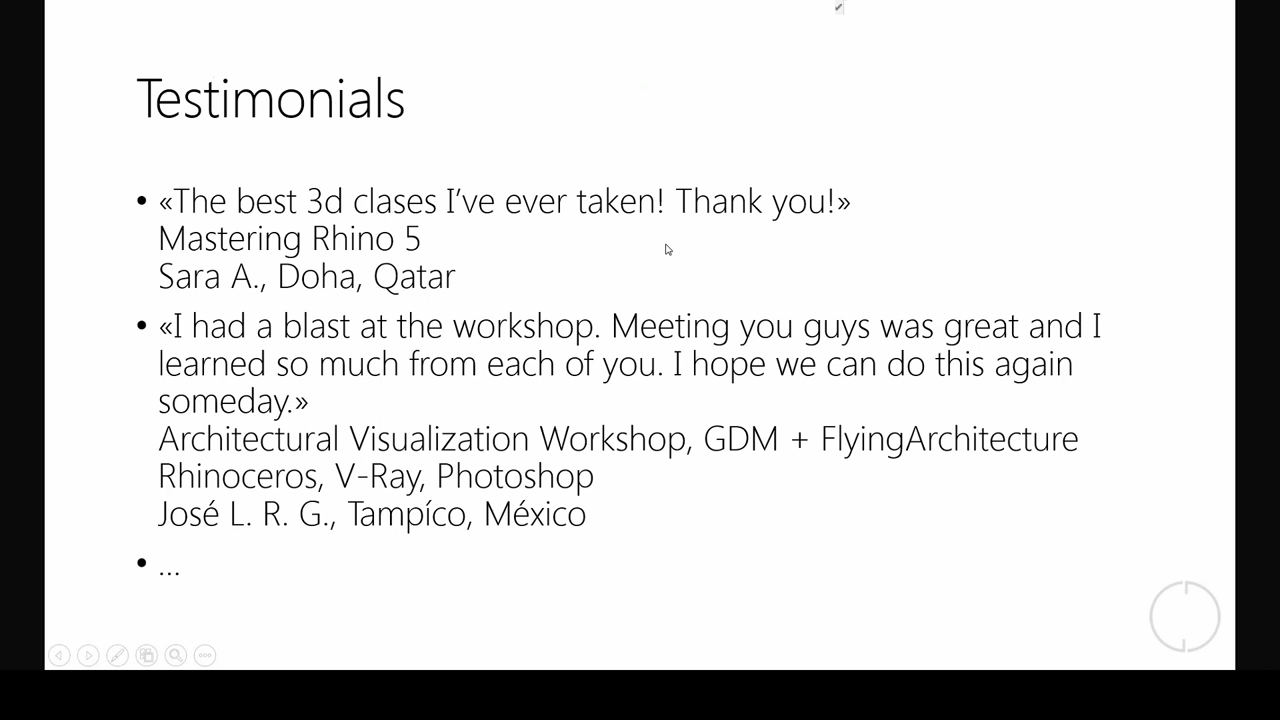 Testimonials
• «The best 3d clases I’ve ever taken! Thank you!»
Mastering Rhino 5
Sara A., Doha, Qatar
• «I had a blast at the workshop. Meeting you guys was great and I
learned so much from each of you. I hope we can do this again
someday.»
Architectural Visualization Workshop, GDM + FlyingArchitecture
Rhinoceros, V-Ray, Photoshop
José L. R. G., Tampíco, México
• ...